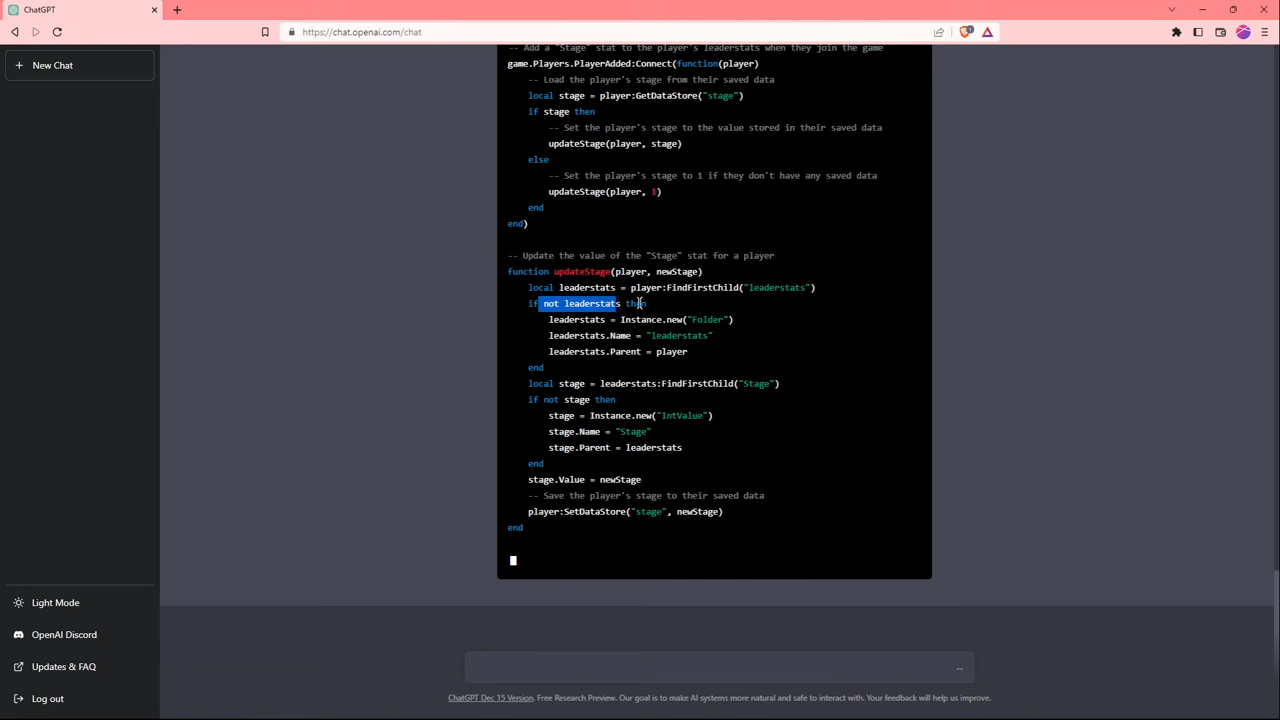 ChatGPT
https://chat.openai.com/chat
1
New Chat
-- Add a "Stage" stat to the player's leaderstats when they join the game
game.Players.PlayerAdded:Connect(function(player)
-- Load the player's stage from their saved data
local stage = player:GetDataStore("stage")
if stage then
-- Set the player's stage to the value stored in their saved data
updateStage(player, stage)
else
-- Set the player's stage to 1 if they don't have any saved data
updateStage(player, 1)
end
end)
-- Update the value of the "Stage" stat for a player
function updateStage(player, newStage)
local leaderstats = player:FindFirstChild("leaderstats")
if not leaderstats then
leaderstats = Instance.new("Folder")
leaderstats.Name = "leaderstats"
leaderstats.Parent = player
end
local stage = leaderstats:FindFirstChild("Stage")
if not stage then
stage = Instance.new("IntValue")
stage.Name = "Stage"
stage.Parent = leaderstats
end
stage.Value = newStage
-- Save the player's stage to their saved data
player:SetDataStore("stage", newStage)
end
Light Mode
OpenAI Discord
Updates & FAQ
Log out
ChatGPT Dec 15 Version. Free Research Preview. Our goal is to make AI systems more natural and safe to interact with. Your feedback will help us improve.